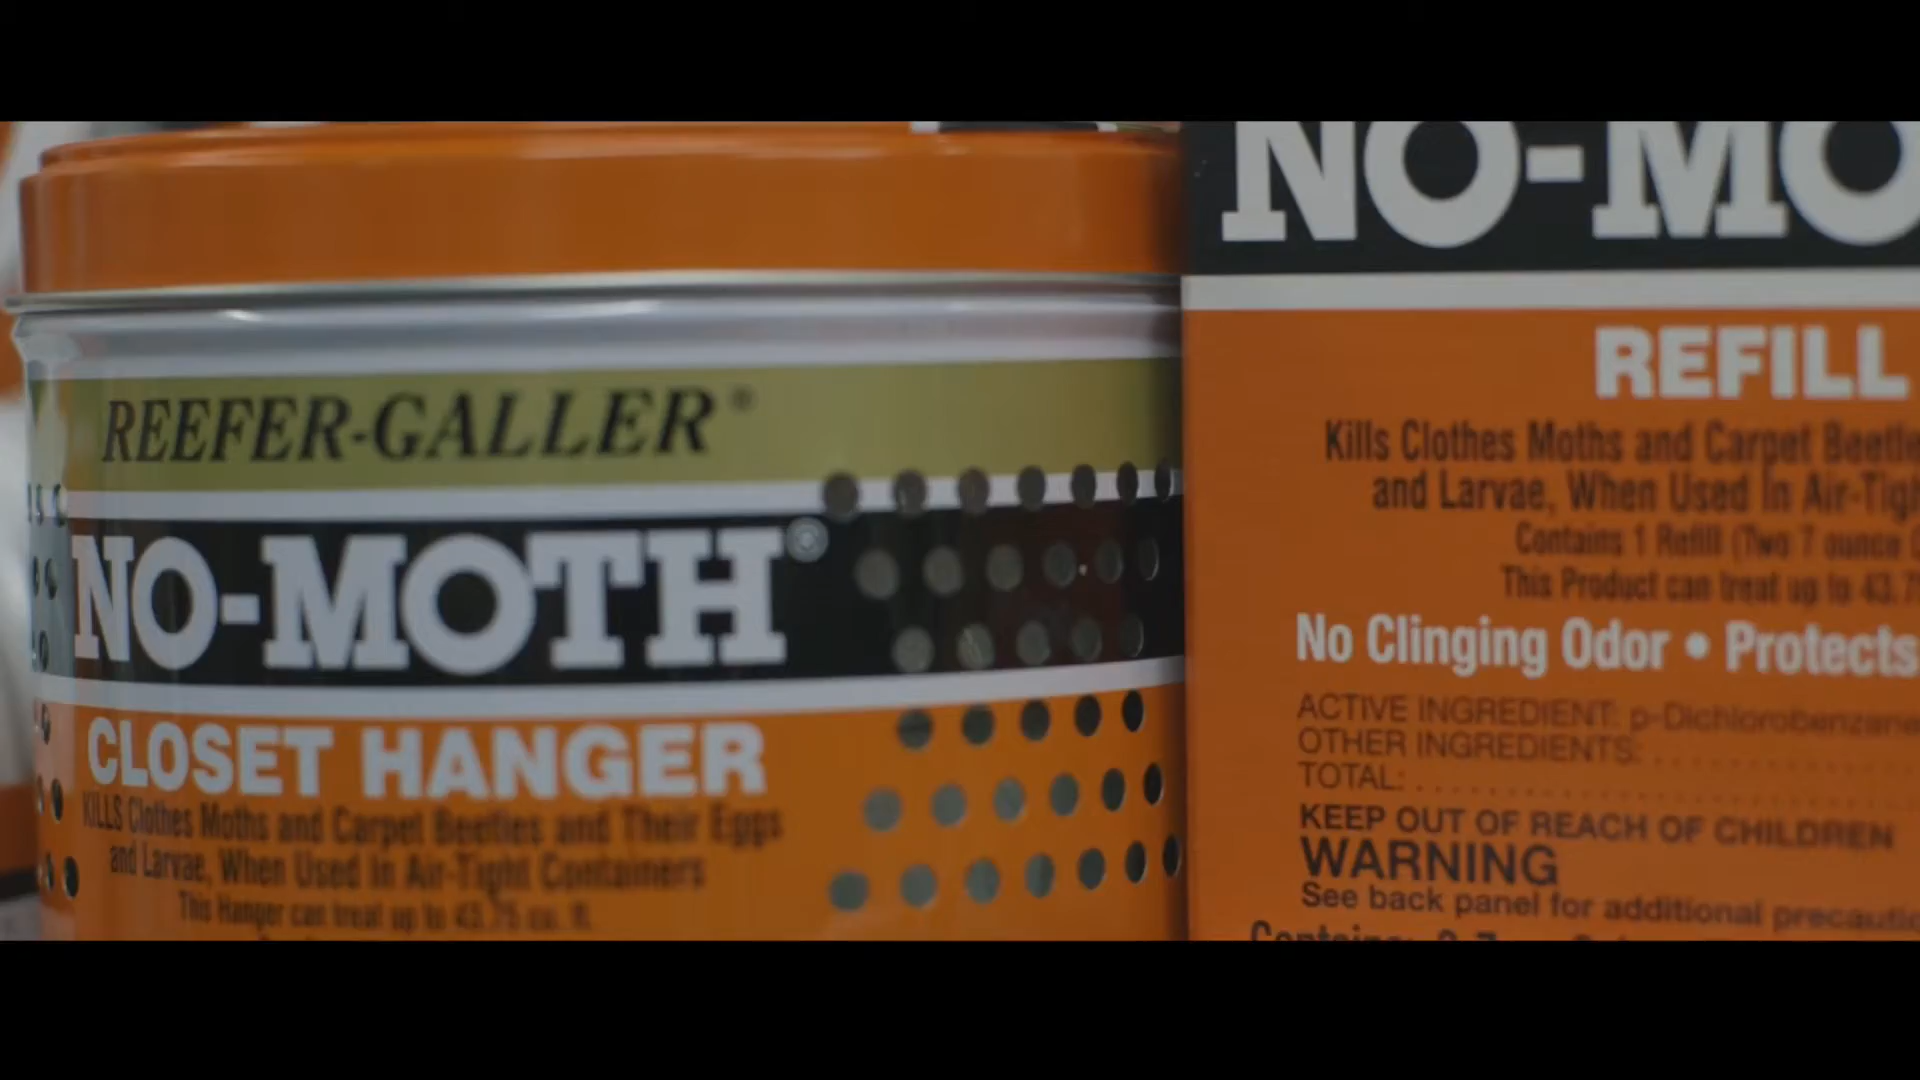 REEFER-GALLER®
NO-MOTH®
CLOSET HANGER
KILLS Clothes Moths and Carpet Beetles and Their Eggs
and Larvae, When Used In Air-Tight Containers
This Hanger can treat up to 43.75 cu. ft.
NO-MO
REFILL
Kills Clothes Moths and Carpet Beetle
and Larvae, When Used In Air-Tigh
Contains 1 Refill (Two 7 ounce
This Product can treat up to 43.7
No Clinging Odor • Protects
ACTIVE INGREDIENT: p-Dichlorobenzene
OTHER INGREDIENTS:
TOTAL:
KEEP OUT OF REACH OF CHILDREN
WARNING
See back panel for additional precautio